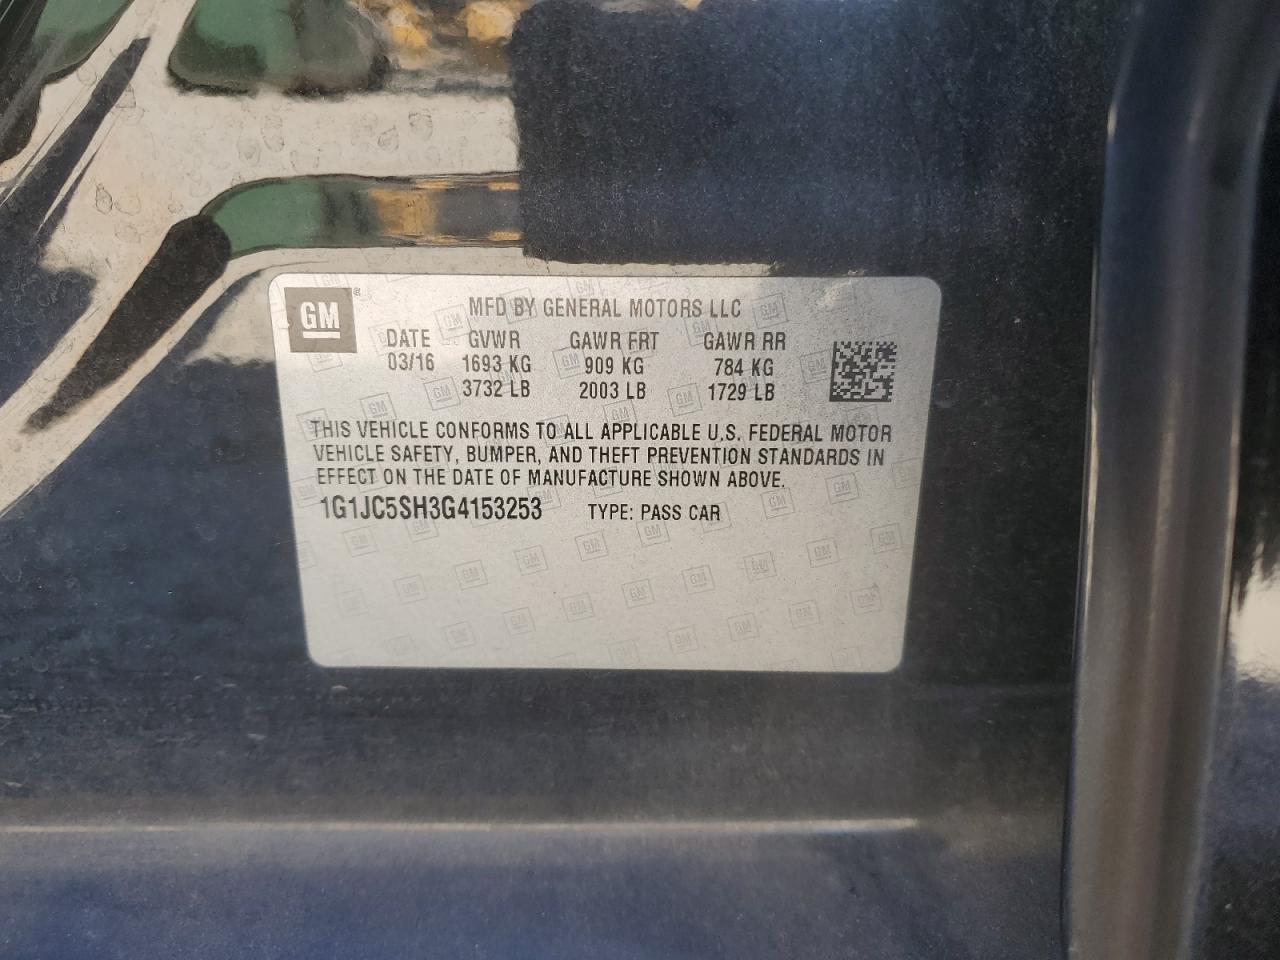 GM ®
MFD BY GENERAL MOTORS LLC
DATE GVWR GAWR FRT GAWR RR
03/16 1693 KG 909 KG 784 KG
3732 LB 2003 LB 1729 LB
THIS VEHICLE CONFORMS TO ALL APPLICABLE U.S. FEDERAL MOTOR
VEHICLE SAFETY, BUMPER, AND THEFT PREVENTION STANDARDS IN
EFFECT ON THE DATE OF MANUFACTURE SHOWN ABOVE.
1G1JC5SH3G4153253 TYPE: PASS CAR